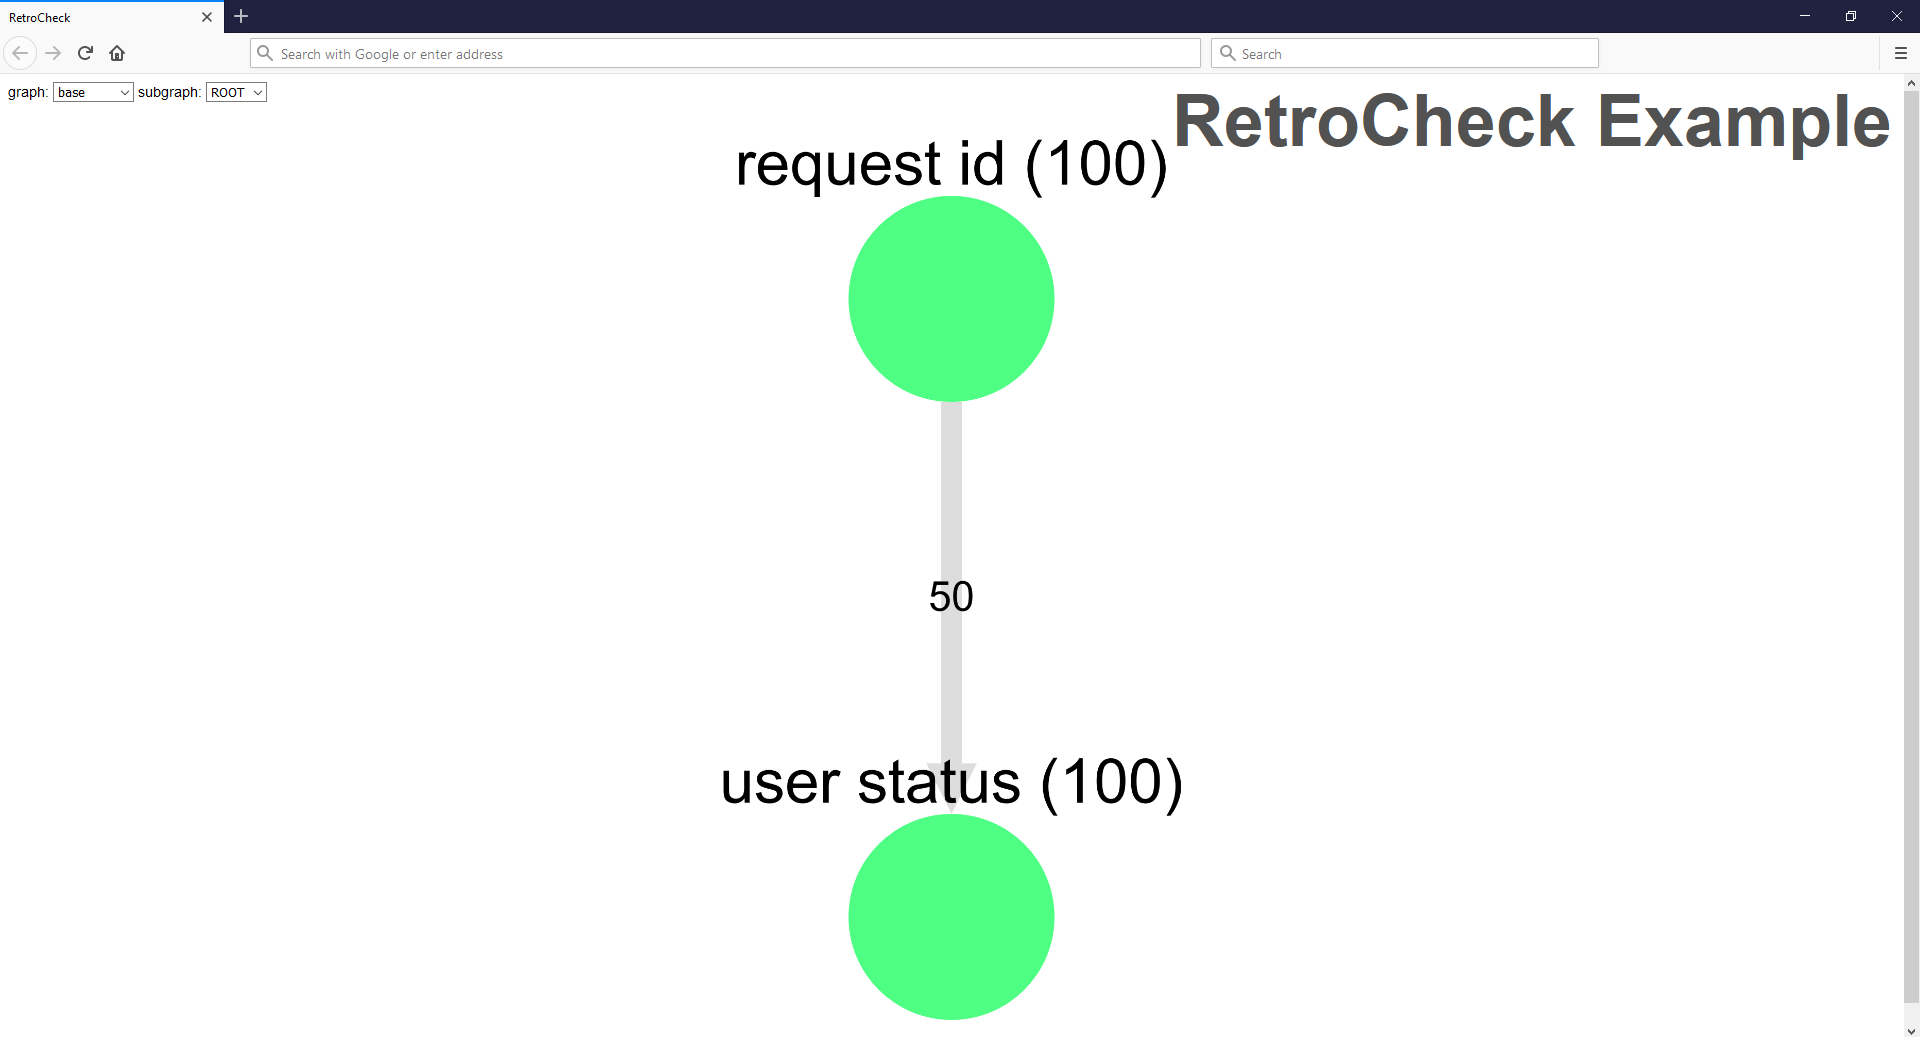 RetroCheck
Search with Google or enter address
Search
graph: base subgraph: ROOT
RetroCheck Example
request id (100)
50
user status (100)